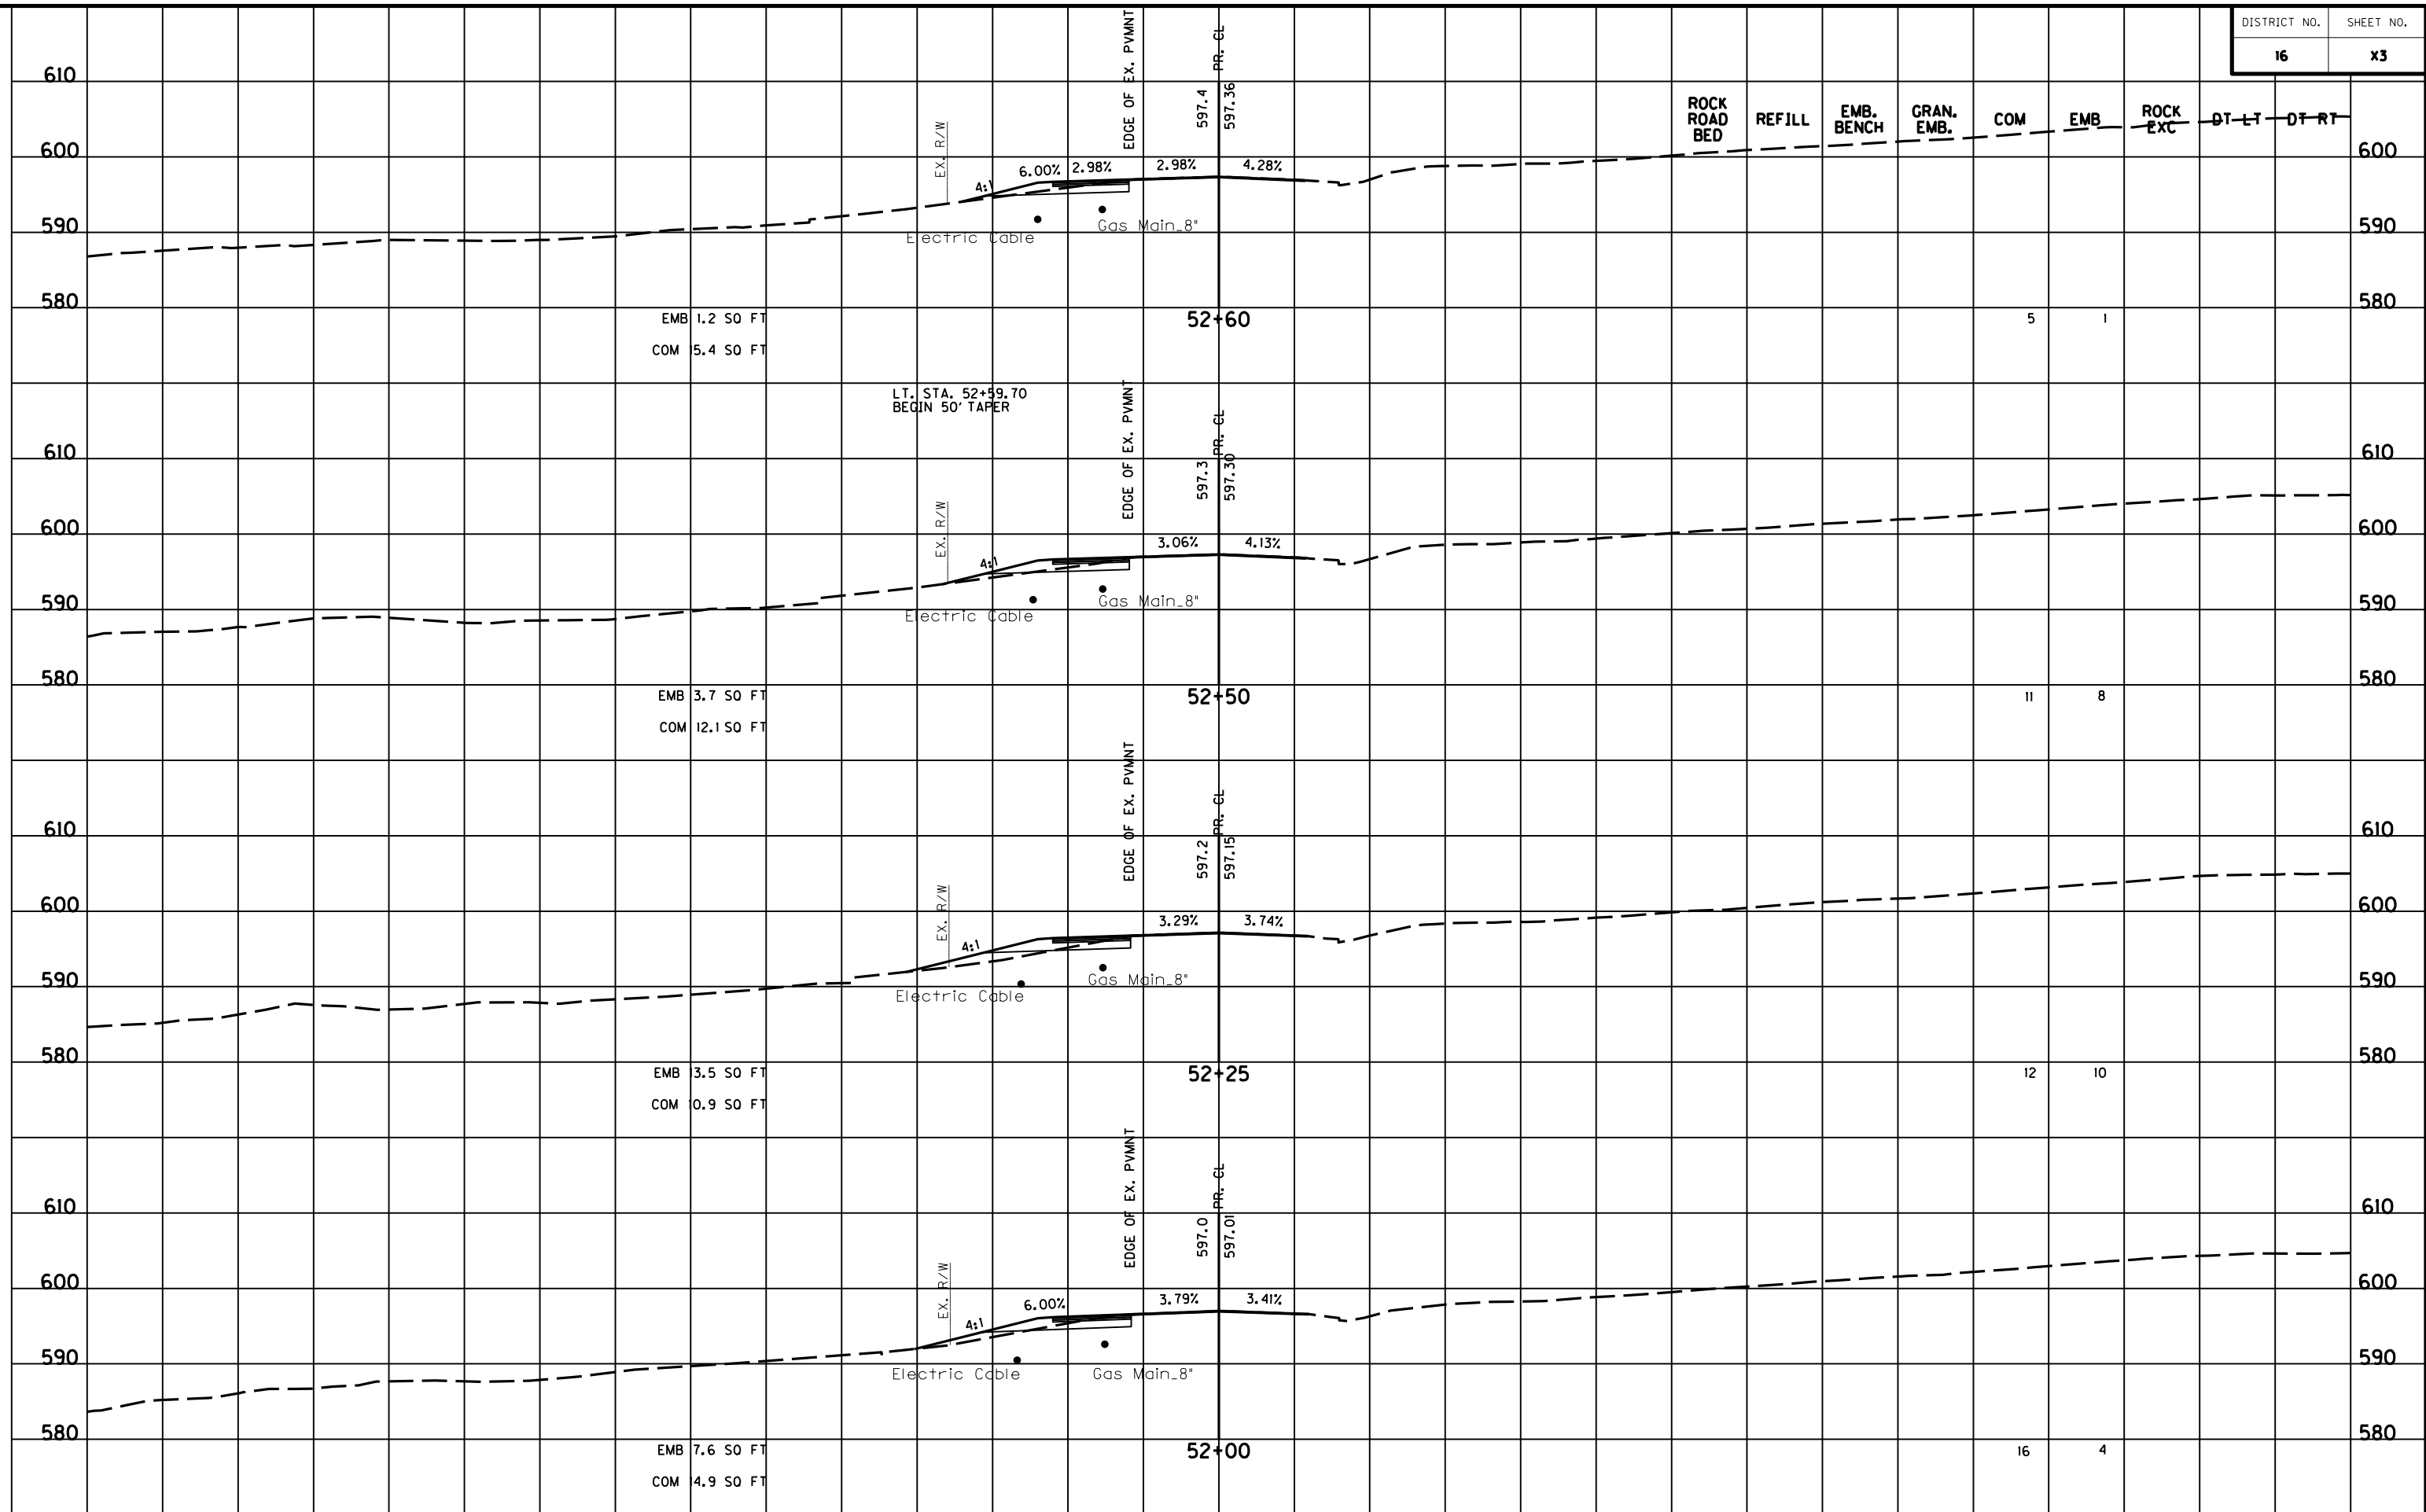 DISTRICT NO. SHEET NO.
16 X3
ROCK ROAD BED REFILL EMB. BENCH GRAN. EMB. COM EMB ROCK EXC DT LT DT RT
EX. R/W
EDGE OF EX. PVMNT
597.4 PR. CL 597.36
610
600 600
590 590
580 580
4:1 6.00% 2.98% 2.98% 4.28%
Electric Cable Gas Main_8"
52+60
EMB 1.2 SQ FT 5 1
COM 15.4 SQ FT
LT. STA. 52+59.70
BEGIN 50' TAPER
EX. R/W
EDGE OF EX. PVMNT
597.3 PR. CL 597.30
610 610
600 600
590 590
580 580
4:1 3.06% 4.13%
Electric Cable Gas Main_8"
52+50
EMB 3.7 SQ FT 11 8
COM 12.1 SQ FT
EX. R/W
EDGE OF EX. PVMNT
597.2 PR. CL 597.15
610 610
600 600
590 590
580 580
4:1 3.29% 3.74%
Electric Cable Gas Main_8"
52+25
EMB 13.5 SQ FT 12 10
COM 10.9 SQ FT
EX. R/W
EDGE OF EX. PVMNT
597.0 PR. CL 597.01
610 610
600 600
590 590
580 580
4:1 6.00% 3.79% 3.41%
Electric Cable Gas Main_8"
52+00
EMB 7.6 SQ FT 16 4
COM 14.9 SQ FT